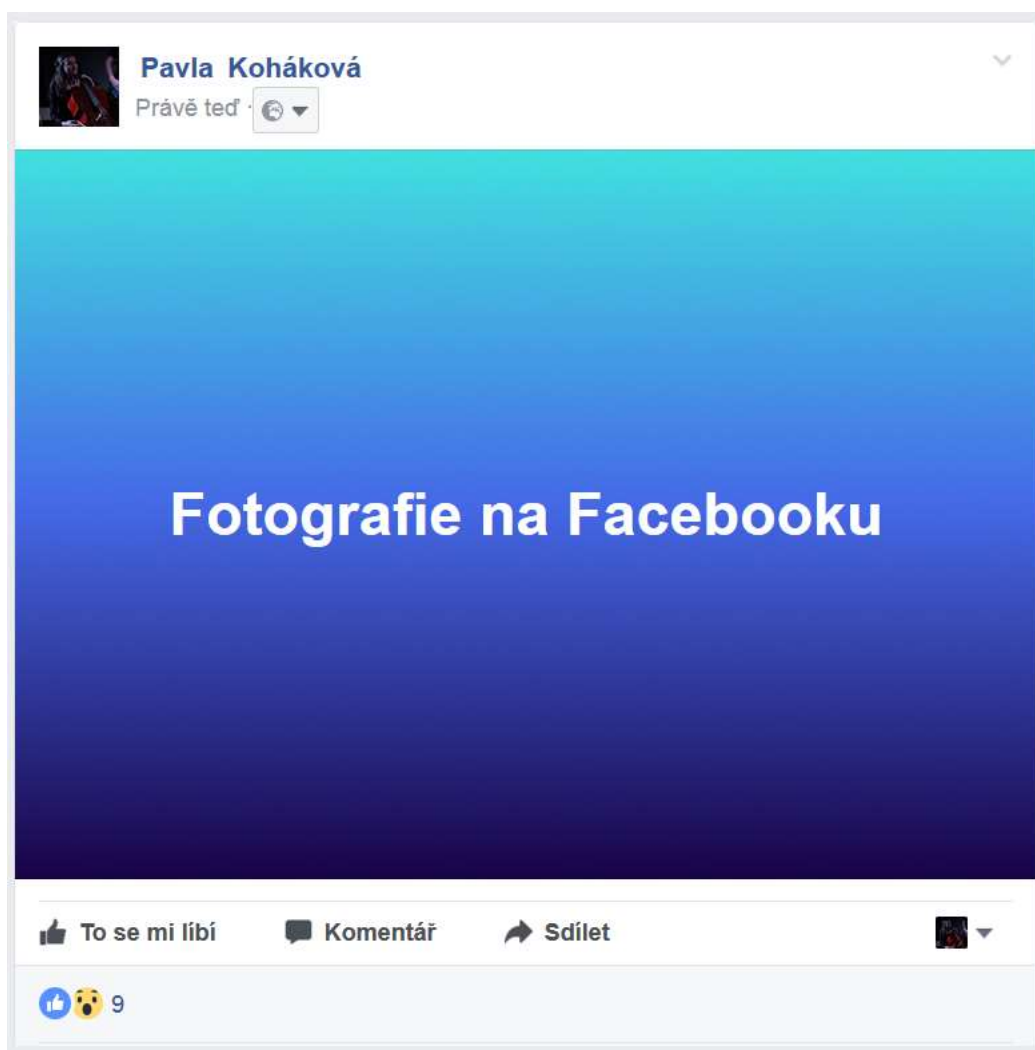 Pavla Koháková
Právě teď ·
Fotografie na Facebooku
To se mi líbí Komentář Sdílet
9